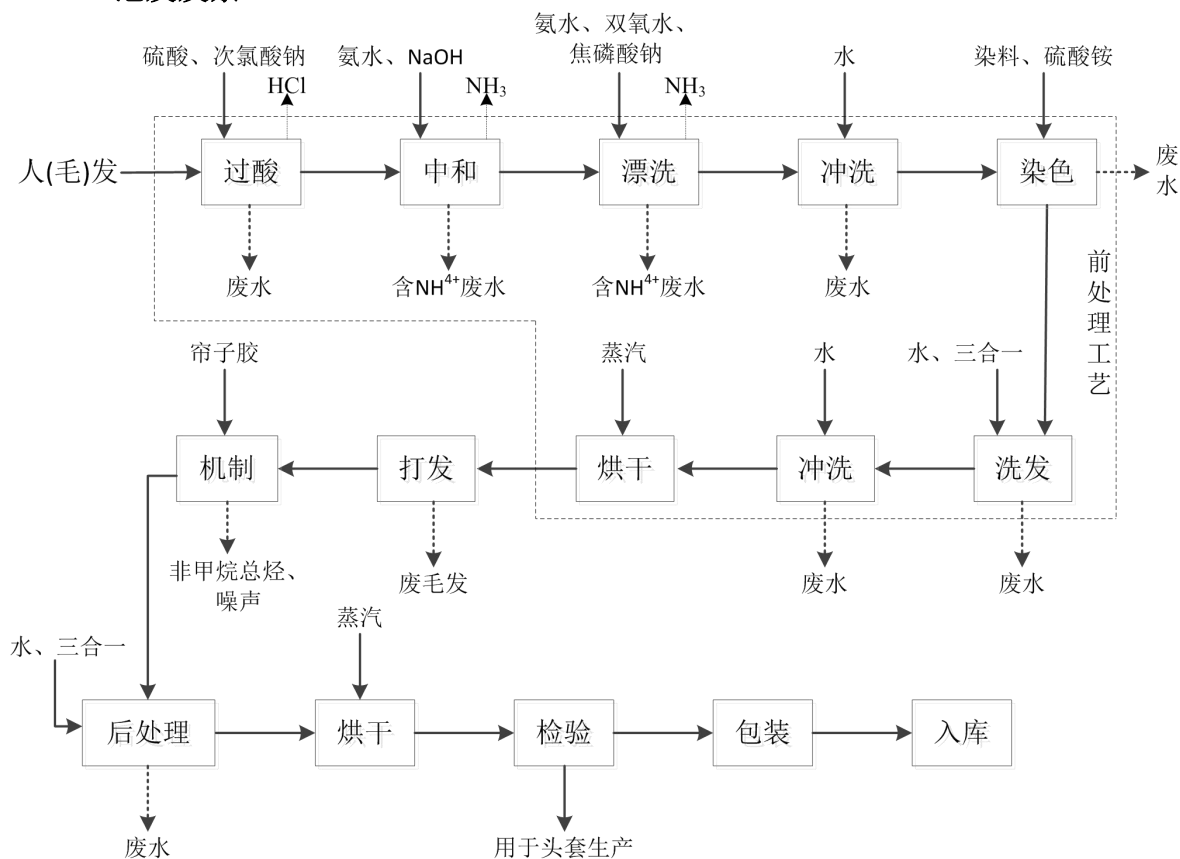 硫酸、次氯酸钠
HCl
氨水、NaOH
NH₃
氨水、双氧水、
焦磷酸钠
NH₃
水
染料、硫酸铵
人(毛)发
过酸
中和
漂洗
冲洗
染色
废
水
废水
含NH⁴⁺废水
含NH⁴⁺废水
废水
前
处
理
工
艺
帘子胶
蒸汽
水
水、三合一
机制
打发
烘干
冲洗
洗发
非甲烷总烃、
噪声
废毛发
废水
废水
水、三合一
蒸汽
后处理
烘干
检验
包装
入库
废水
用于头套生产